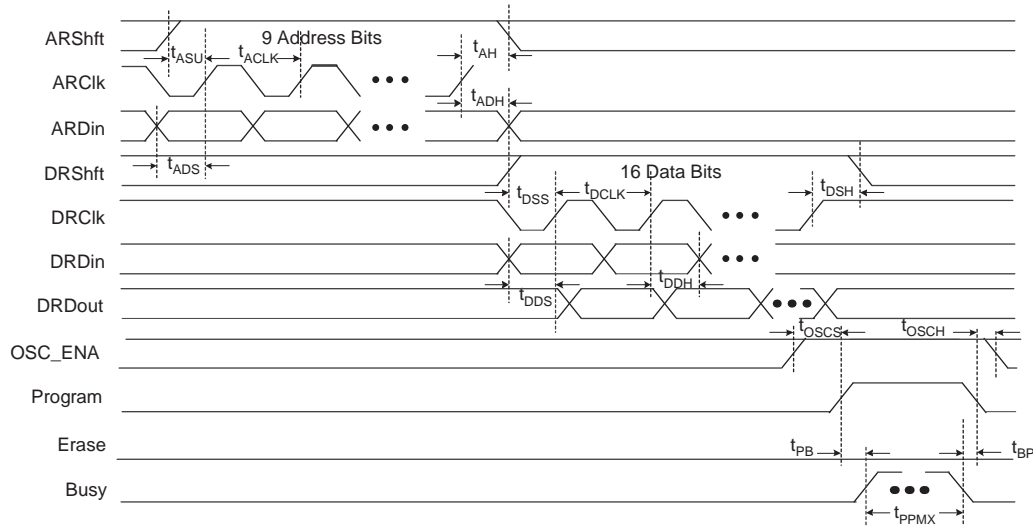 ARShft
9 Address Bits
tASU
tACLK
tAH
ARClk
tADH
ARDin
tADS
DRShft
16 Data Bits
tDSS
tDCLK
tDSH
DRClk
DRDin
tDDS
tDDH
DRDout
tOSCS
tOSCH
OSC_ENA
Program
Erase
tPB
tBP
Busy
tPPMX